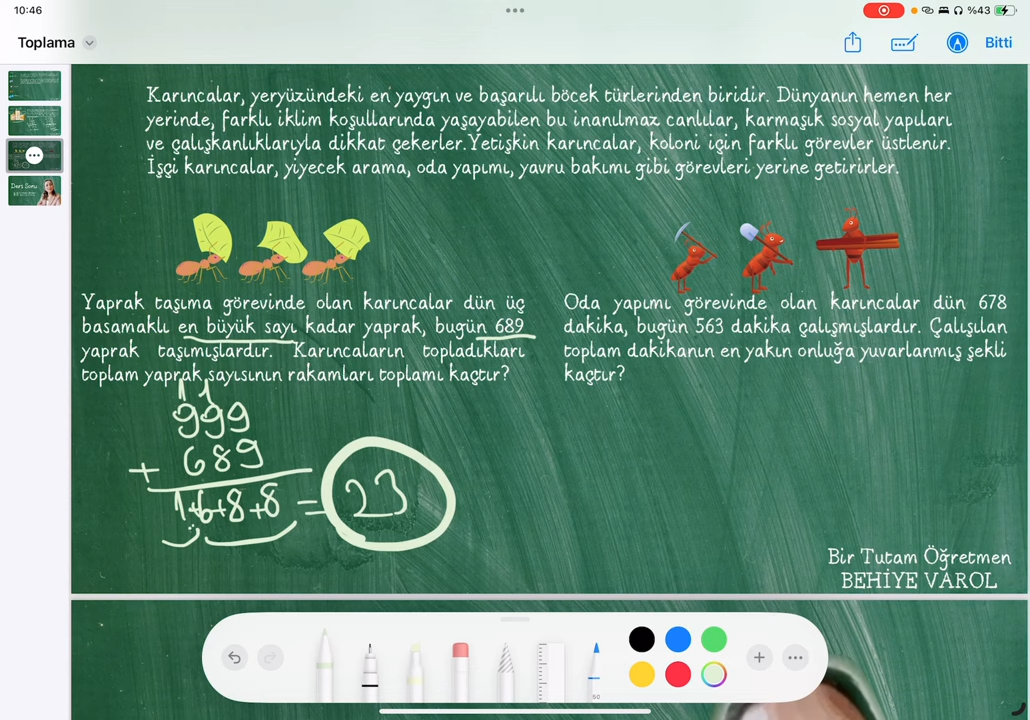 10:46
%43
Toplama
Bitti
Karıncalar, yeryüzündeki en yaygın ve başarılı böcek türlerinden biridir. Dünyanın hemen her
yerinde, farklı iklim koşullarında yaşayabilen bu inanılmaz canlılar, karmaşık sosyal yapıları
ve çalışkanlıklarıyla dikkat çekerler.Yetişkin karıncalar, koloni için farklı görevler üstlenir.
İşçi karıncalar, yiyecek arama, oda yapımı, yavru bakımı gibi görevleri yerine getirirler.
Yaprak taşıma görevinde olan karıncalar dün üç
basamaklı en büyük sayı kadar yaprak, bugün 689
yaprak taşımışlardır. Karıncaların topladıkları
toplam yaprak sayısının rakamları toplamı kaçtır?
1 1
999
+ 689
1+6+8+8 = 23
Oda yapımı görevinde olan karıncalar dün 678
dakika, bugün 563 dakika çalışmışlardır. Çalışılan
toplam dakikanın en yakın onluğa yuvarlanmış şekli
kaçtır?
Bir Tutam Öğretmen
BEHİYE VAROL
Ders Sonu
50